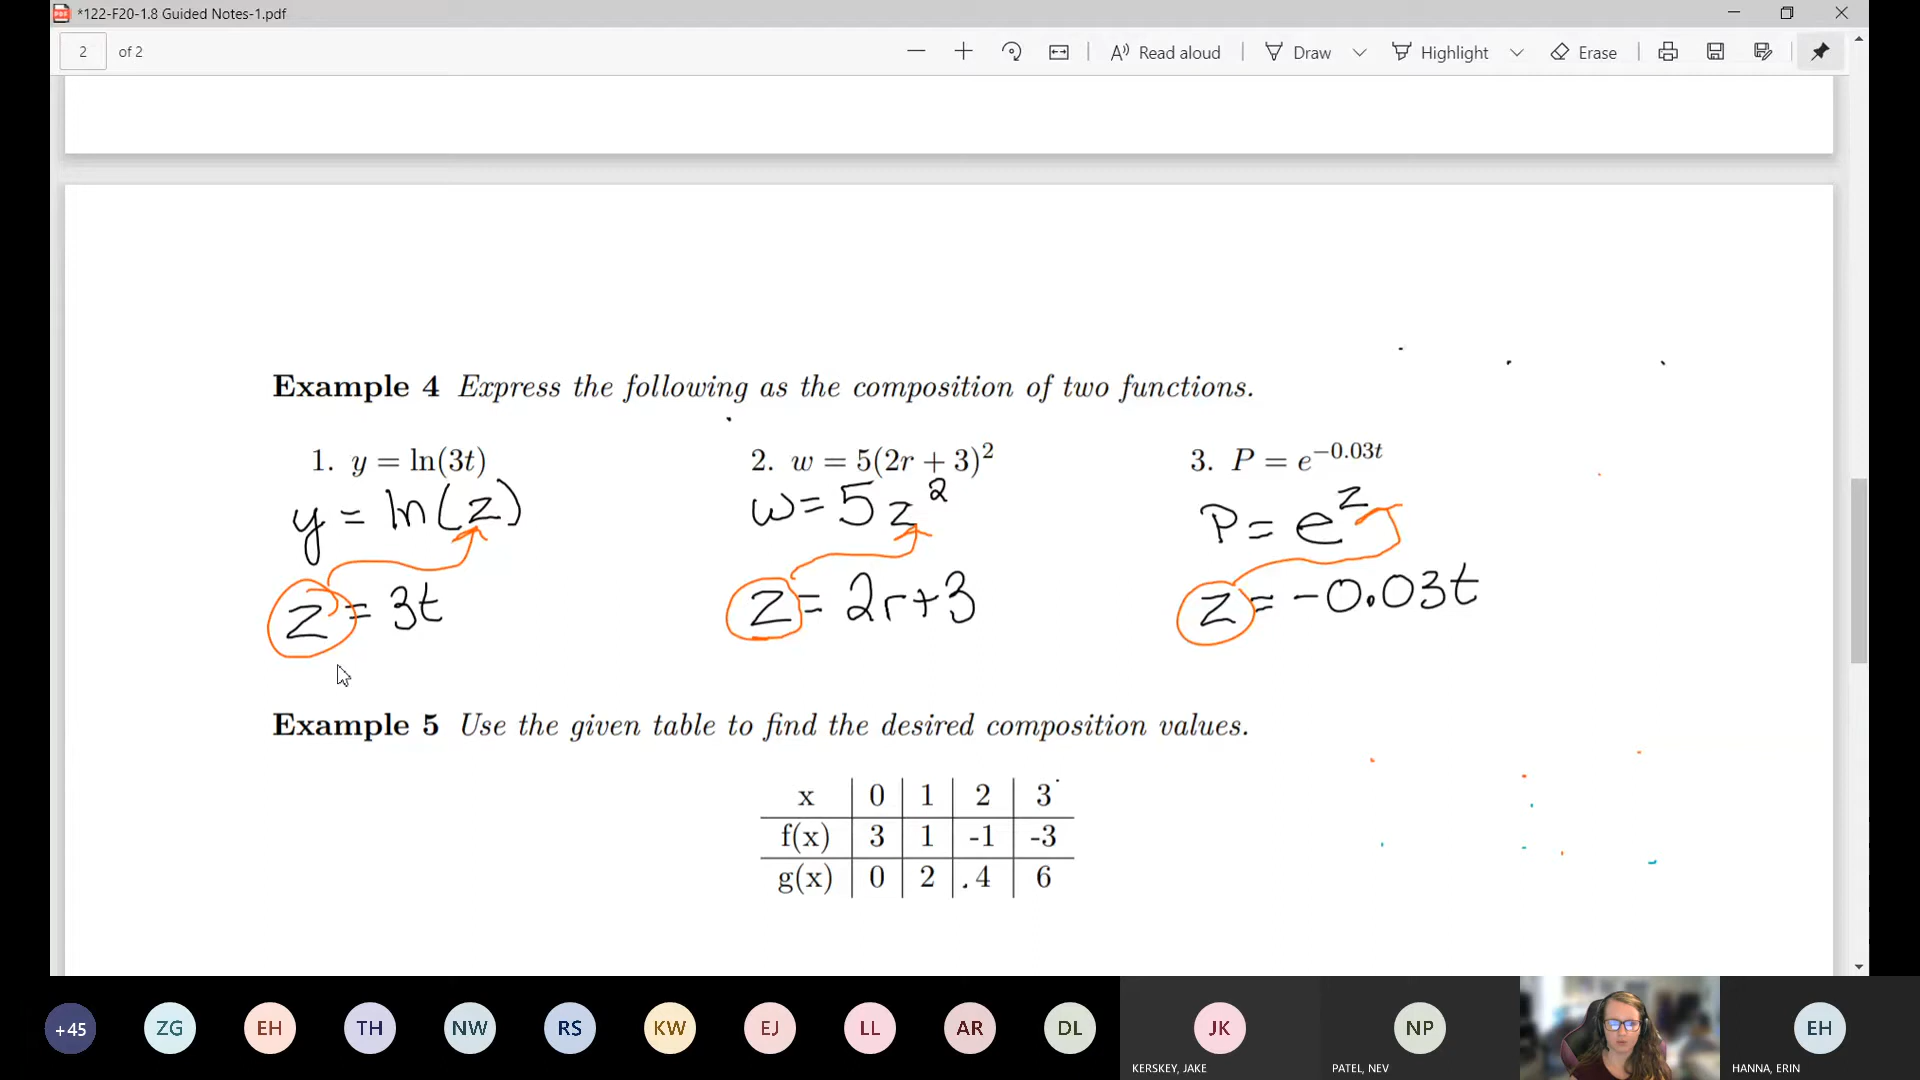 *122-F20-1.8 Guided Notes-1.pdf
2 of 2 Read aloud Draw Highlight Erase
Example 4 Express the following as the composition of two functions.
1. y = ln(3t) 2. w = 5(2r + 3)² 3. P = e^{-0.03t}
y = ln(z) w = 5z² P = e^z
z = 3t z = 2r+3 z = -0.03t
Example 5 Use the given table to find the desired composition values.
x 0 1 2 3
f(x) 3 1 -1 -3
g(x) 0 2 4 6
+45 ZG EH TH NW RS KW EJ LL AR DL JK NP EH
KERSKEY, JAKE PATEL, NEV HANNA, ERIN